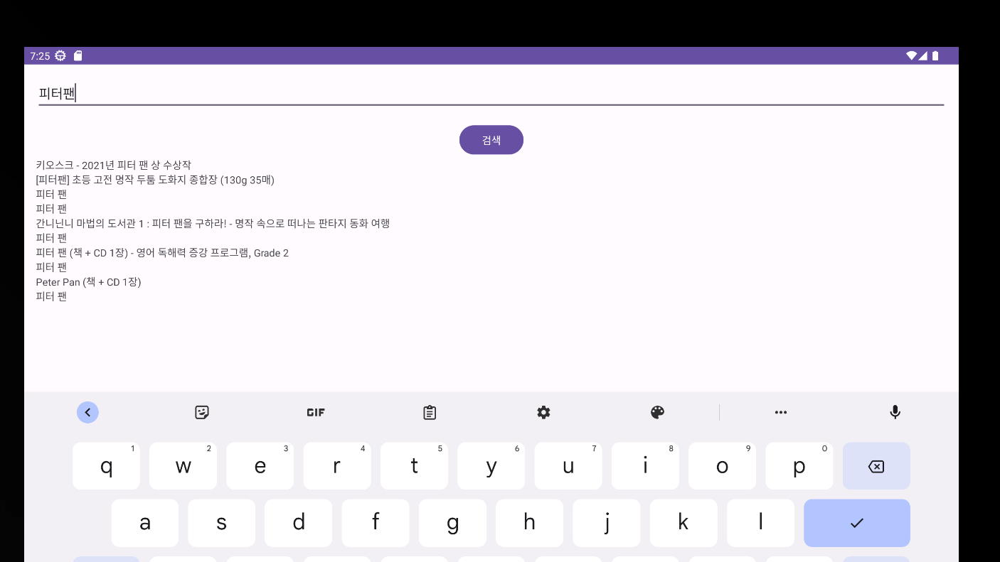 7:25
피터팬
검색
키오스크 - 2021년 피터 팬 상 수상작
[피터팬] 초등 고전 명작 두툼 도화지 종합장 (130g 35매)
피터 팬
피터 팬
간니닌니 마법의 도서관 1 : 피터 팬을 구하라! - 명작 속으로 떠나는 판타지 동화 여행
피터 팬
피터 팬 (책 + CD 1장) - 영어 독해력 증강 프로그램, Grade 2
피터 팬
Peter Pan (책 + CD 1장)
피터 팬
GIF
1 2 3 4 5 6 7 8 9 0
q w e r t y u i o p
a s d f g h j k l